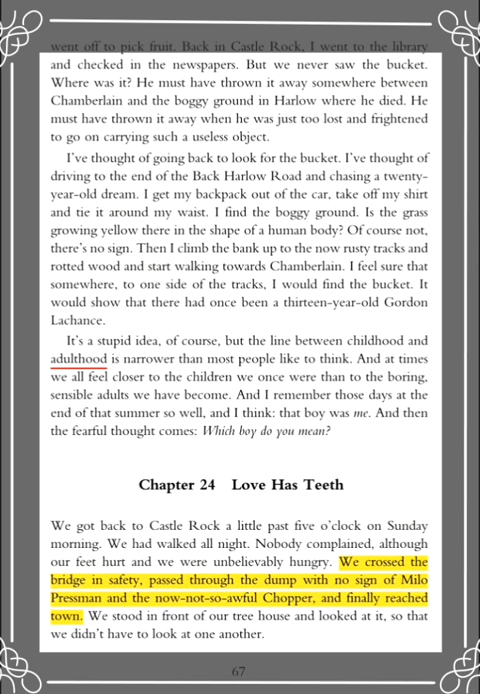 went off to pick fruit. Back in Castle Rock, I went to the library
and checked in the newspapers. But we never saw the bucket.
Where was it? He must have thrown it away somewhere between
Chamberlain and the boggy ground in Harlow where he died. He
must have thrown it away when he was just too lost and frightened
to go on carrying such a useless object.
I've thought of going back to look for the bucket. I've thought of
driving to the end of the Back Harlow Road and chasing a twenty-
year-old dream. I get my backpack out of the car, take off my shirt
and tie it around my waist. I find the boggy ground. Is the grass
growing yellow there in the shape of a human body? Of course not,
there's no sign. Then I climb the bank up to the now rusty tracks and
rotted wood and start walking towards Chamberlain. I feel sure that
somewhere, to one side of the tracks, I would find the bucket. It
would show that there had once been a thirteen-year-old Gordon
Lachance.
It's a stupid idea, of course, but the line between childhood and
adulthood is narrower than most people like to think. And at times
we all feel closer to the children we once were than to the boring,
sensible adults we have become. And I remember those days at the
end of that summer so well, and I think: that boy was me. And then
the fearful thought comes: Which boy do you mean?
Chapter 24 Love Has Teeth
We got back to Castle Rock a little past five o'clock on Sunday
morning. We had walked all night. Nobody complained, although
our feet hurt and we were unbelievably hungry. We crossed the
bridge in safety, passed through the dump with no sign of Milo
Pressman and the now-not-so-awful Chopper, and finally reached
town. We stood in front of our tree house and looked at it, so that
we didn't have to look at one another.
67